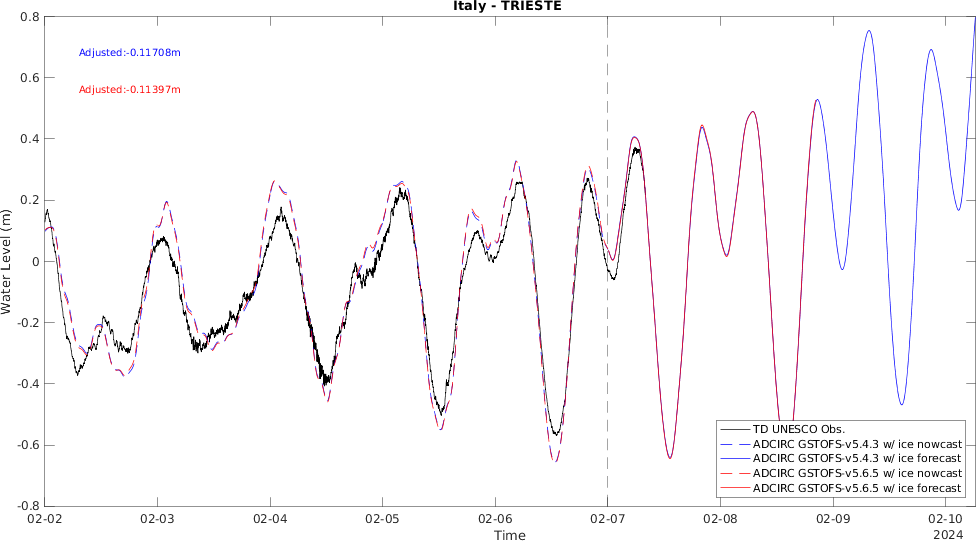 Italy - TRIESTE
Adjusted:-0.11708m
Adjusted:-0.11397m
Water Level (m)
0.8
0.6
0.4
0.2
0
-0.2
-0.4
-0.6
-0.8
TD UNESCO Obs.
ADCIRC GSTOFS-v5.4.3 w/ ice nowcast
ADCIRC GSTOFS-v5.4.3 w/ ice forecast
ADCIRC GSTOFS-v5.6.5 w/ ice nowcast
ADCIRC GSTOFS-v5.6.5 w/ ice forecast
02-02 02-03 02-04 02-05 02-06 02-07 02-08 02-09 02-10
Time
2024